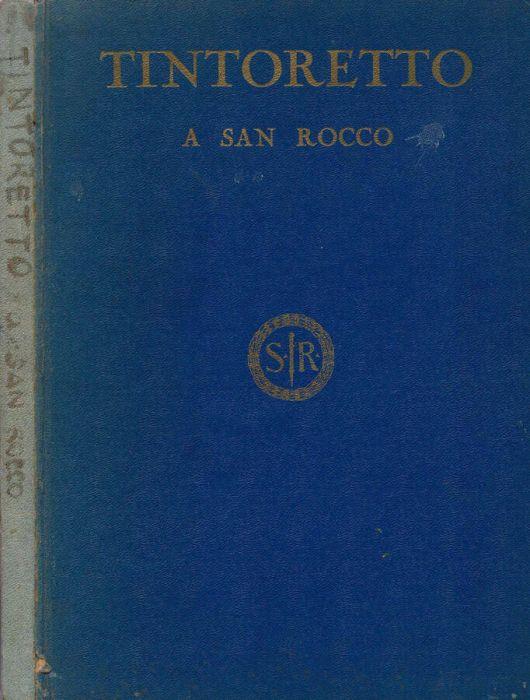 TINTORETTO
A SAN ROCCO
S·R·
TINTORETTO - A SAN ROCCO